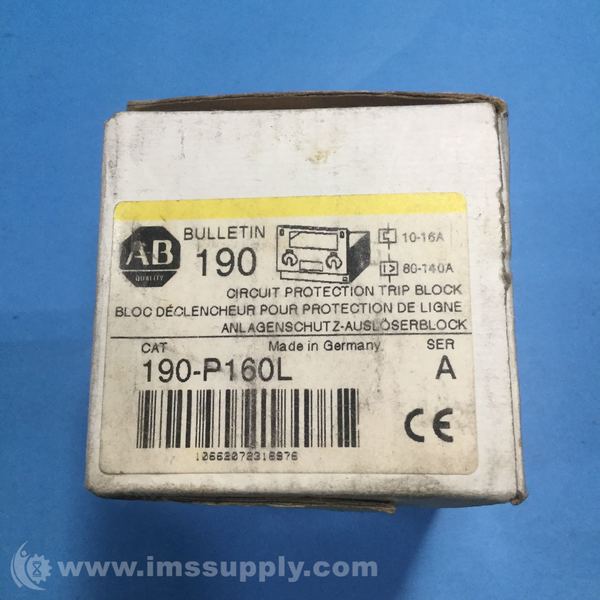 AB
QUALITY
BULLETIN
190
10-16A
80-140A
CIRCUIT PROTECTION TRIP BLOCK
BLOC DÉCLENCHEUR POUR PROTECTION DE LIGNE
ANLAGENSCHUTZ-AUSLÖSERBLOCK
CAT Made in Germany SER
190-P160L A
CE
10662072318976
www.imssupply.com